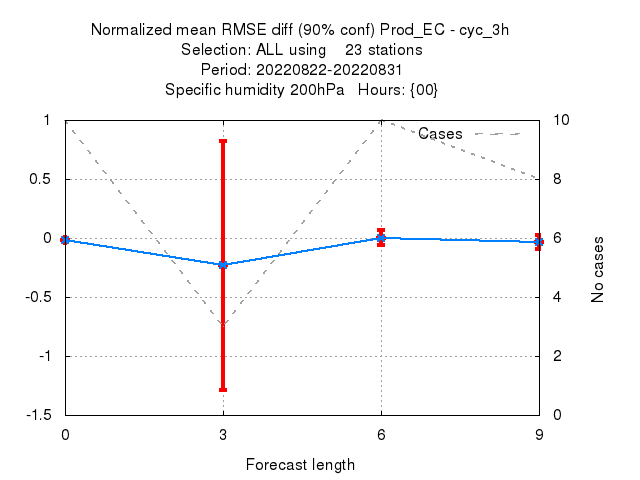 Normalized mean RMSE diff (90% conf) Prod_EC - cyc_3h
Selection: ALL using    23 stations
Period: 20220822-20220831
Specific humidity 200hPa   Hours: {00}
Cases
1
0.5
0
-0.5
-1
-1.5
10
8
6
4
2
0
No cases
0
3
6
9
Forecast length